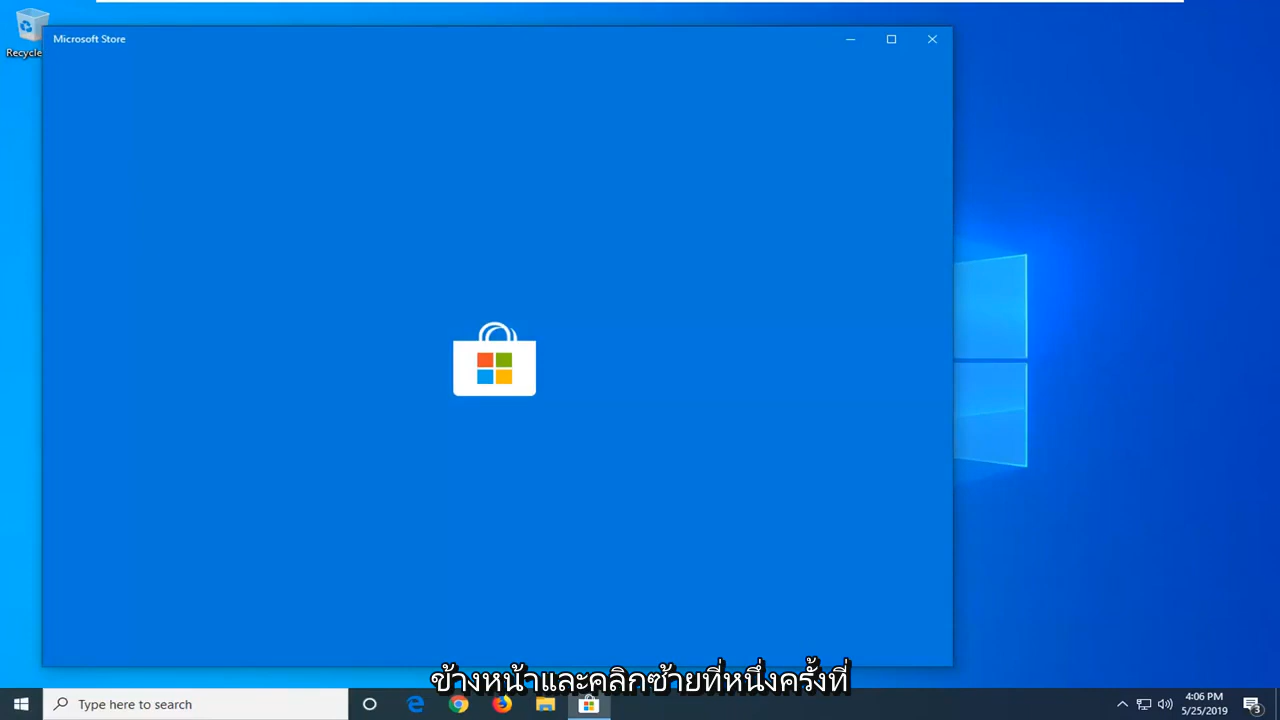 Microsoft Store
Recycle
ข้างหน้าและคลิกซ้ายที่หนึ่งครั้งที่
Type here to search
4:06 PM
5/25/2019
3